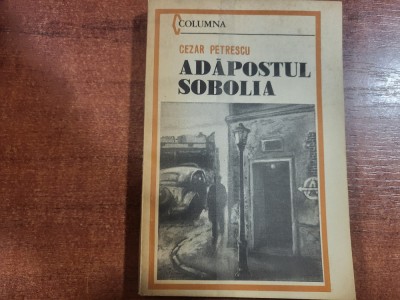 COLUMNA
CEZAR PETRESCU
ADĂPOSTUL
SOBOLIA